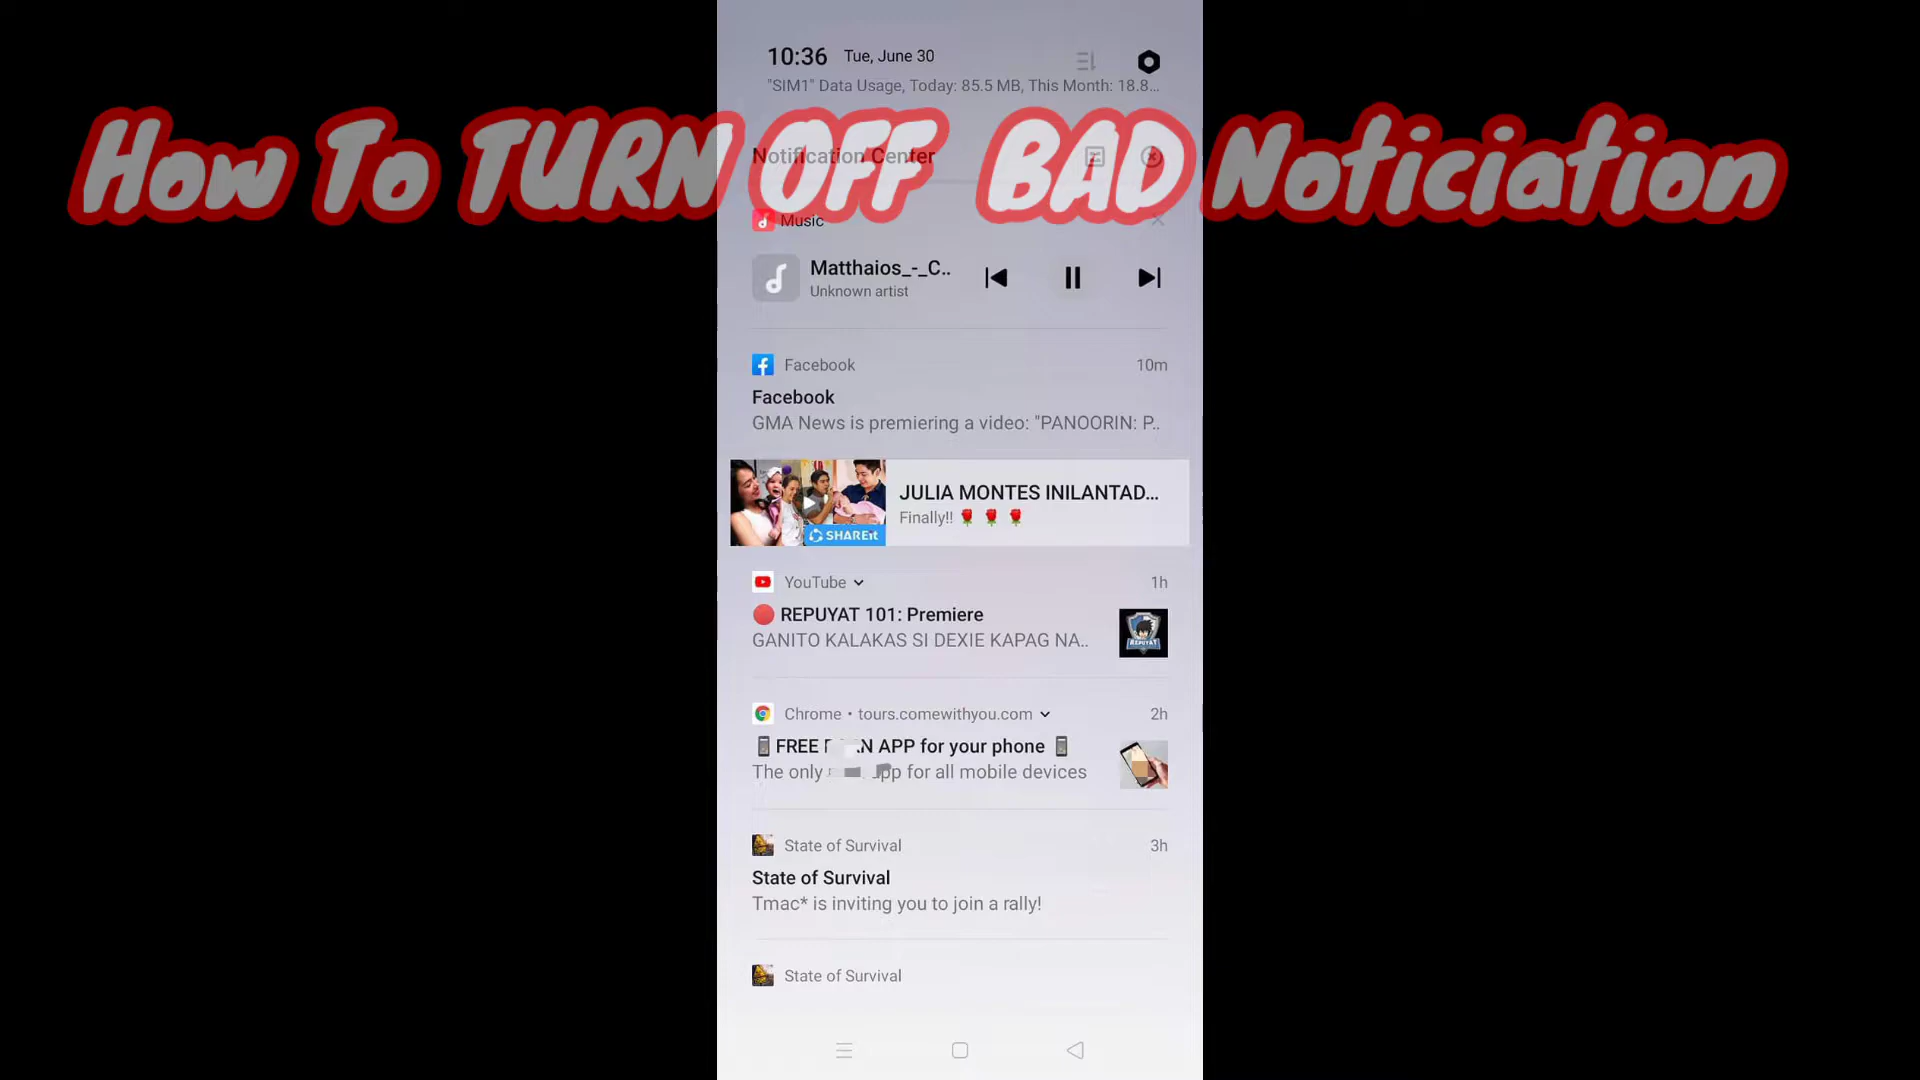 10:36 Tue, June 30
"SIM1" Data Usage, Today: 85.5 MB, This Month: 18.8...
How To TURN OFF BAD Noticiation
Notification Center
Music
Matthaios_-_C..
Unknown artist
Facebook 10m
Facebook
GMA News is premiering a video: "PANOORIN: P..
JULIA MONTES INILANTAD...
Finally!! 🌹 🌹 🌹
SHAREit
YouTube 1h
🔴 REPUYAT 101: Premiere
GANITO KALAKAS SI DEXIE KAPAG NA..
REPUYAT
Chrome • tours.comewithyou.com 2h
📱FREE APP for your phone 📱
The only app for all mobile devices
State of Survival 3h
State of Survival
Tmac* is inviting you to join a rally!
State of Survival